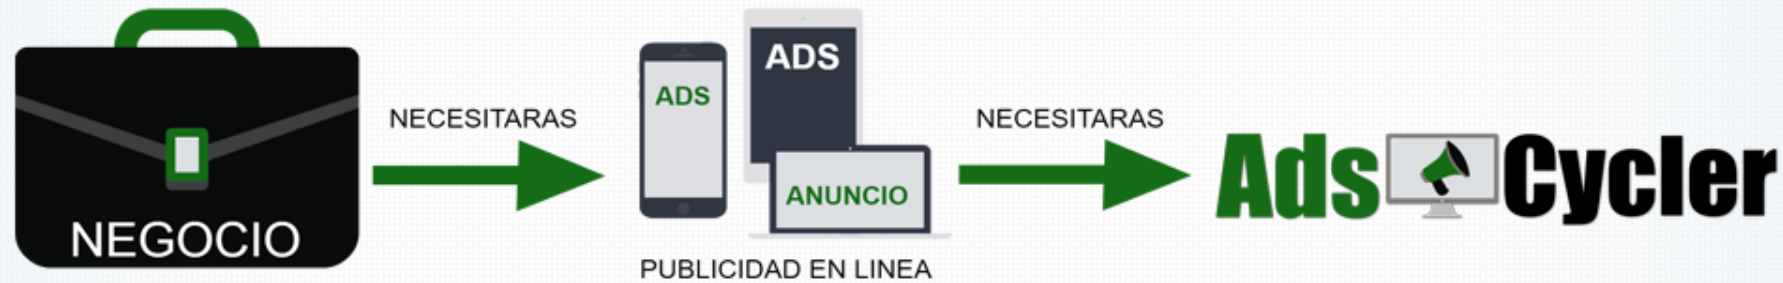 NEGOCIO
NECESITARAS
ADS
ADS
ANUNCIO
PUBLICIDAD EN LINEA
NECESITARAS
Ads Cycler